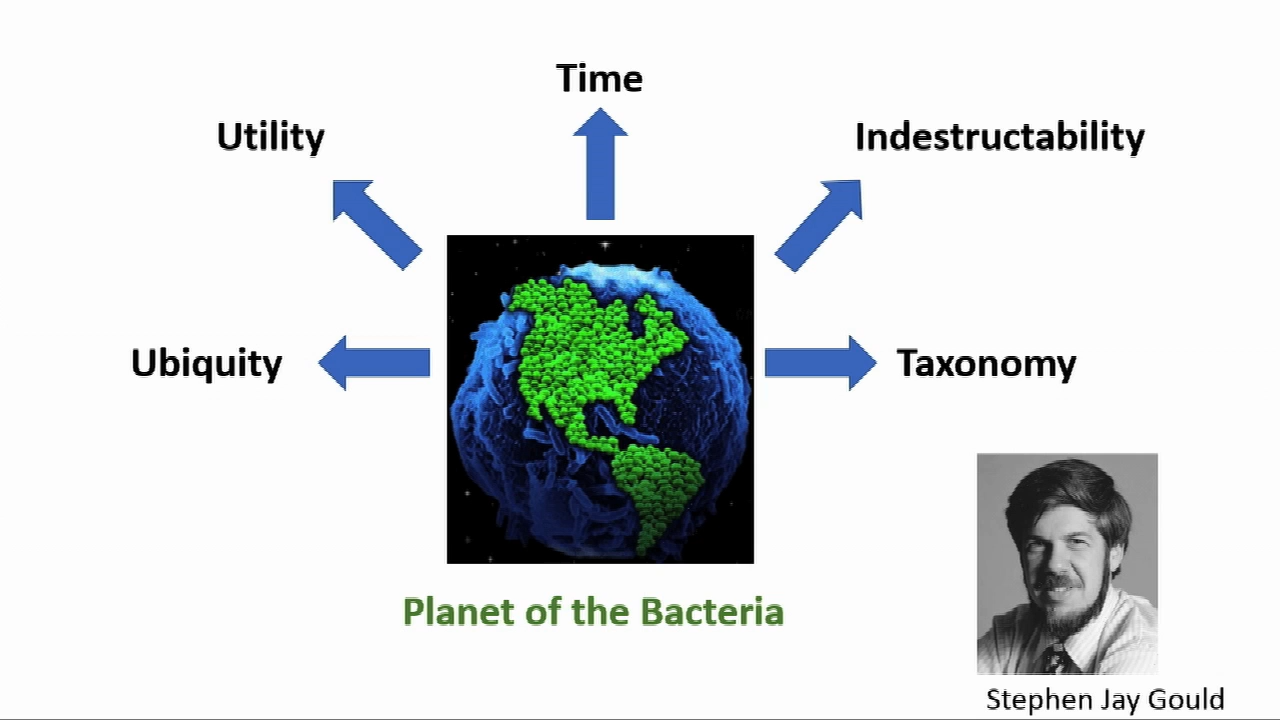 Time
Utility
Indestructability
Ubiquity
Taxonomy
Planet of the Bacteria
Stephen Jay Gould